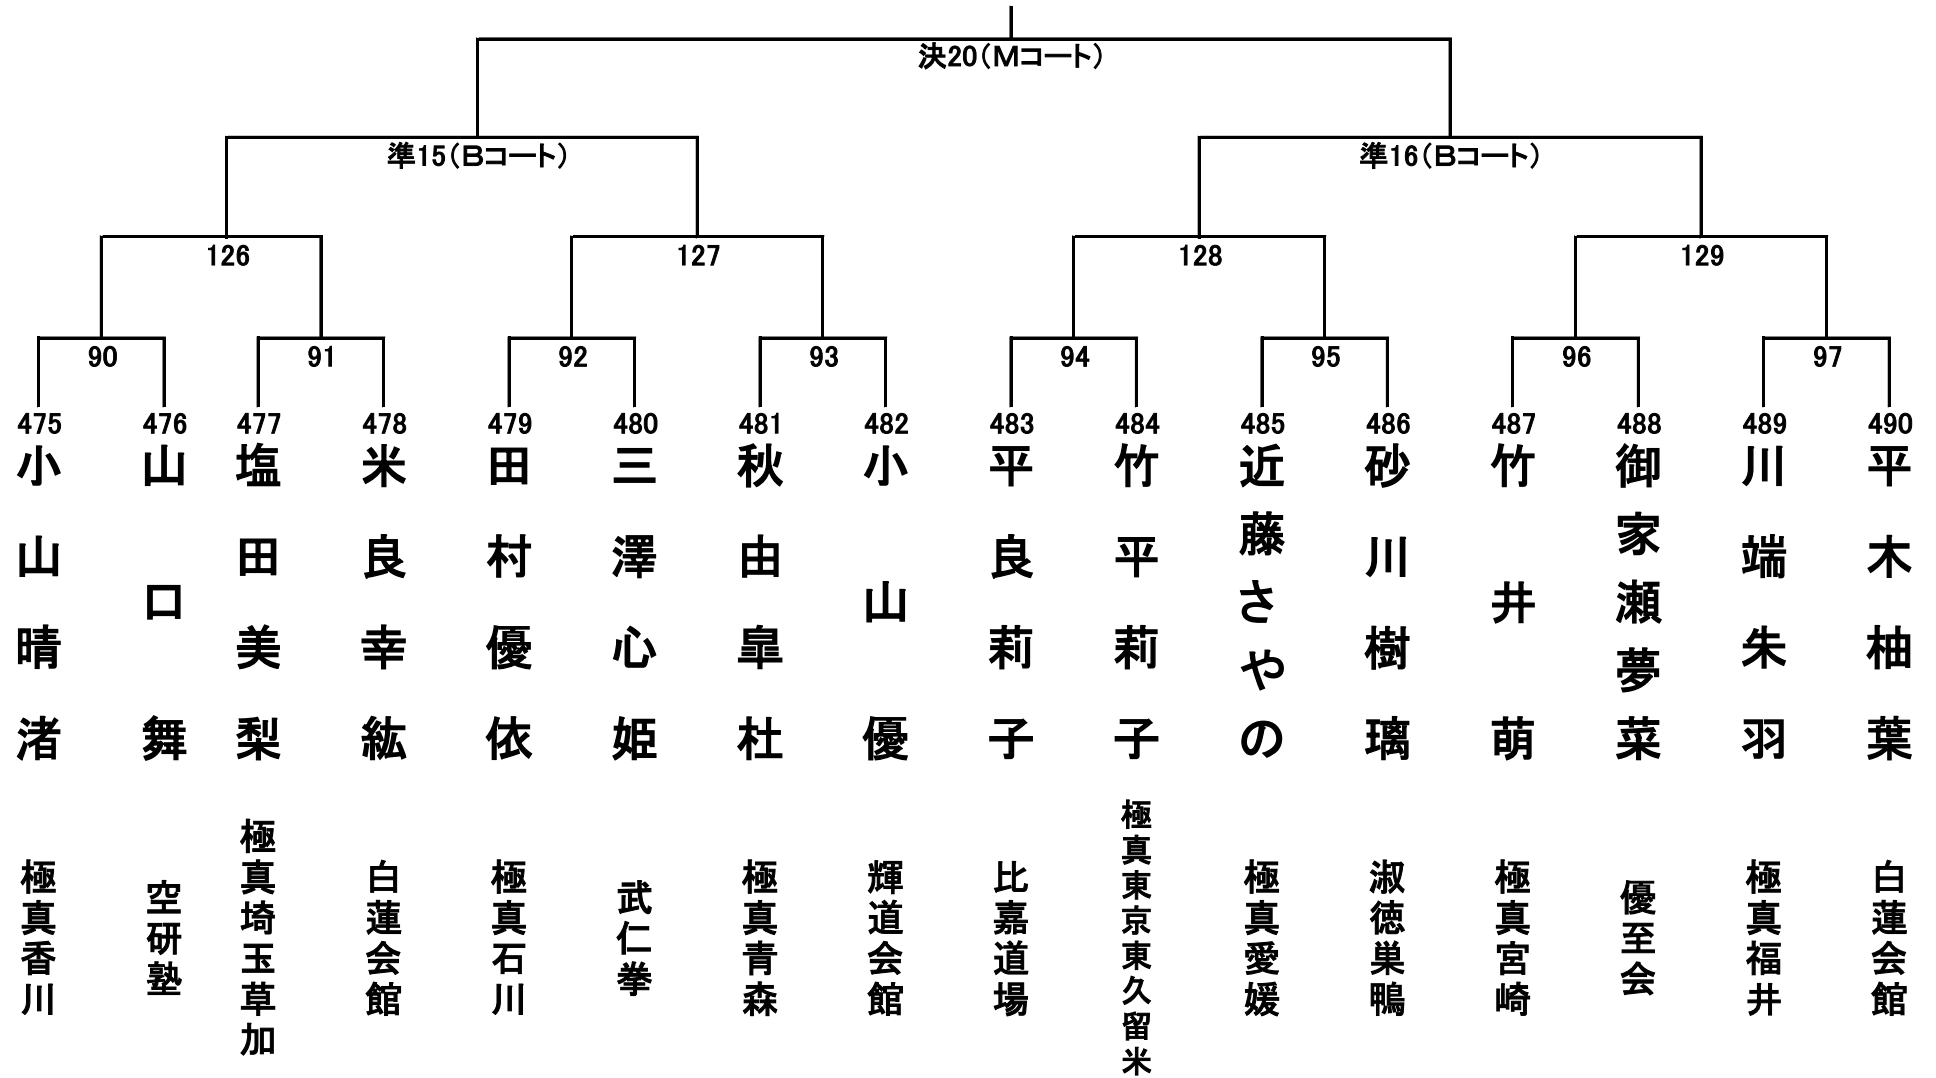 決20(Mコート)
準15(Bコート)
準16(Bコート)
126
127
128
129
90
91
92
93
94
95
96
97
475
476
477
478
479
480
481
482
483
484
485
486
487
488
489
490
小山晴渚
山口舞
塩田美梨
米良幸紘
田村優依
三澤心姫
秋由皐杜
小山優
平良莉子
竹平莉子
近藤さやの
砂川樹璃
竹井萌
御家瀬夢菜
川端朱羽
平木柚葉
極真香川
空研塾
極真埼玉草加
白蓮会館
極真石川
武仁拳
極真青森
輝道会館
比嘉道場
極真東京東久留米
極真愛媛
淑徳巣鴨
極真宮崎
優至会
極真福井
白蓮会館